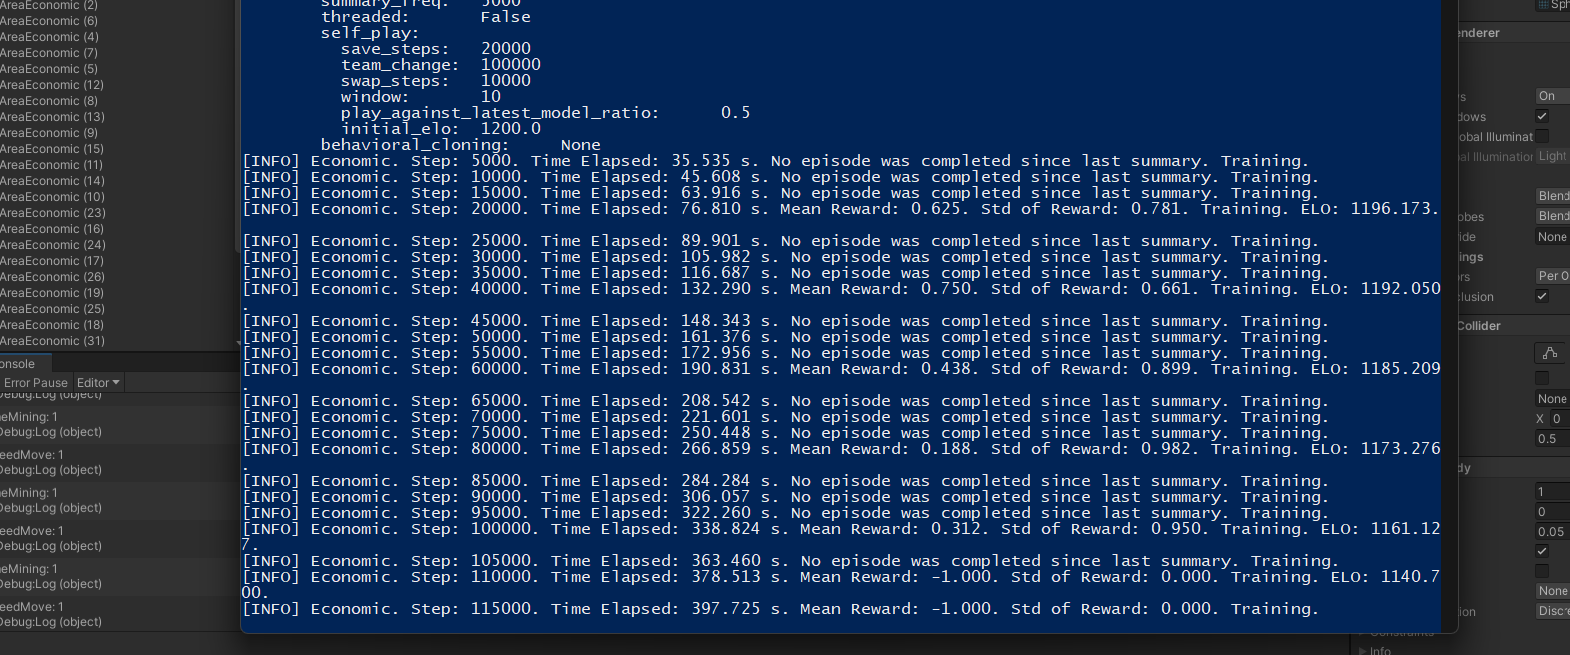 AreaEconomic (2)
AreaEconomic (6)
AreaEconomic (4)
AreaEconomic (7)
AreaEconomic (5)
AreaEconomic (12)
AreaEconomic (8)
AreaEconomic (13)
AreaEconomic (9)
AreaEconomic (15)
AreaEconomic (11)
AreaEconomic (14)
AreaEconomic (10)
AreaEconomic (23)
AreaEconomic (16)
AreaEconomic (24)
AreaEconomic (17)
AreaEconomic (26)
AreaEconomic (19)
AreaEconomic (25)
AreaEconomic (18)
AreaEconomic (31)
onsole
Error Pause Editor
Debug:Log (object)
eMining: 1
Debug:Log (object)
eedMove: 1
Debug:Log (object)
eMining: 1
Debug:Log (object)
eedMove: 1
Debug:Log (object)
eMining: 1
Debug:Log (object)
eedMove: 1
Debug:Log (object)
summary_freq: 5000
threaded: False
self_play:
save_steps: 20000
team_change: 100000
swap_steps: 10000
window: 10
play_against_latest_model_ratio: 0.5
initial_elo: 1200.0
behavioral_cloning: None
[INFO] Economic. Step: 5000. Time Elapsed: 35.535 s. No episode was completed since last summary. Training.
[INFO] Economic. Step: 10000. Time Elapsed: 45.608 s. No episode was completed since last summary. Training.
[INFO] Economic. Step: 15000. Time Elapsed: 63.916 s. No episode was completed since last summary. Training.
[INFO] Economic. Step: 20000. Time Elapsed: 76.810 s. Mean Reward: 0.625. Std of Reward: 0.781. Training. ELO: 1196.173.
[INFO] Economic. Step: 25000. Time Elapsed: 89.901 s. No episode was completed since last summary. Training.
[INFO] Economic. Step: 30000. Time Elapsed: 105.982 s. No episode was completed since last summary. Training.
[INFO] Economic. Step: 35000. Time Elapsed: 116.687 s. No episode was completed since last summary. Training.
[INFO] Economic. Step: 40000. Time Elapsed: 132.290 s. Mean Reward: 0.750. Std of Reward: 0.661. Training. ELO: 1192.050
.
[INFO] Economic. Step: 45000. Time Elapsed: 148.343 s. No episode was completed since last summary. Training.
[INFO] Economic. Step: 50000. Time Elapsed: 161.376 s. No episode was completed since last summary. Training.
[INFO] Economic. Step: 55000. Time Elapsed: 172.956 s. No episode was completed since last summary. Training.
[INFO] Economic. Step: 60000. Time Elapsed: 190.831 s. Mean Reward: 0.438. Std of Reward: 0.899. Training. ELO: 1185.209
.
[INFO] Economic. Step: 65000. Time Elapsed: 208.542 s. No episode was completed since last summary. Training.
[INFO] Economic. Step: 70000. Time Elapsed: 221.601 s. No episode was completed since last summary. Training.
[INFO] Economic. Step: 75000. Time Elapsed: 250.448 s. No episode was completed since last summary. Training.
[INFO] Economic. Step: 80000. Time Elapsed: 266.859 s. Mean Reward: 0.188. Std of Reward: 0.982. Training. ELO: 1173.276
.
[INFO] Economic. Step: 85000. Time Elapsed: 284.284 s. No episode was completed since last summary. Training.
[INFO] Economic. Step: 90000. Time Elapsed: 306.057 s. No episode was completed since last summary. Training.
[INFO] Economic. Step: 95000. Time Elapsed: 322.260 s. No episode was completed since last summary. Training.
[INFO] Economic. Step: 100000. Time Elapsed: 338.824 s. Mean Reward: 0.312. Std of Reward: 0.950. Training. ELO: 1161.12
7.
[INFO] Economic. Step: 105000. Time Elapsed: 363.460 s. No episode was completed since last summary. Training.
[INFO] Economic. Step: 110000. Time Elapsed: 378.513 s. Mean Reward: -1.000. Std of Reward: 0.000. Training. ELO: 1140.7
00.
[INFO] Economic. Step: 115000. Time Elapsed: 397.725 s. Mean Reward: -1.000. Std of Reward: 0.000. Training.
Sph
enderer
s On
dows
obal Illuminat
al Illumination Light
Blend
obes Blend
ide None
ings
rs Per O
clusion
Collider
None
X 0
0.5
dy
1
0
0.05
None
ion Discre
Constraints
Info